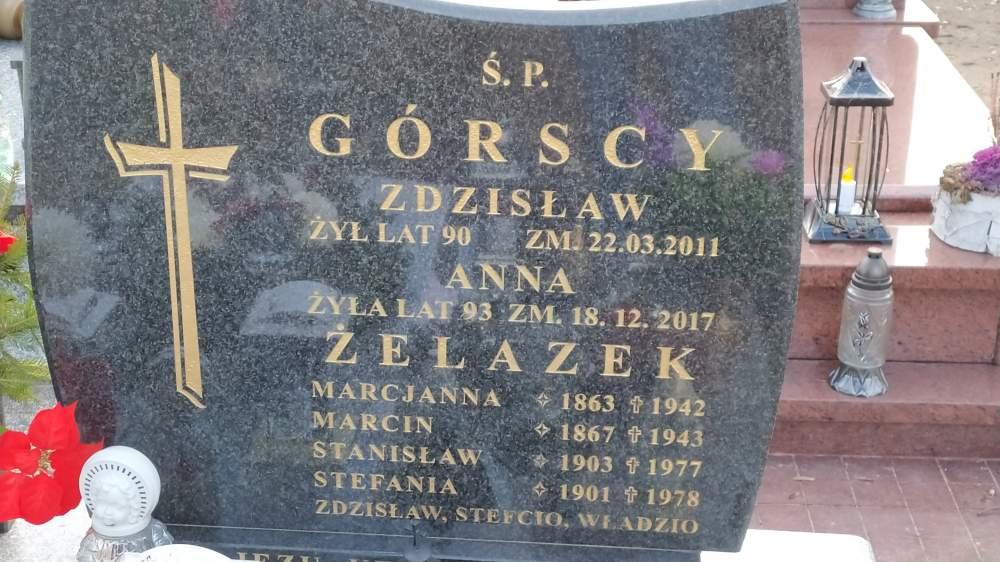 Ś. P.
GÓRSCY
ZDZISŁAW
ŻYŁ LAT 90 ZM. 22.03.2011
ANNA
ŻYŁA LAT 93 ZM. 18. 12. 2017
ŻELAZEK
MARCJANNA ✧ 1863 ✝ 1942
MARCIN ✧ 1867 ✝ 1943
STANISŁAW ✧ 1903 ✝ 1977
STEFANIA ✧ 1901 ✝ 1978
ZDZISŁAW, STEFCIO, WŁADZIO
JEZU